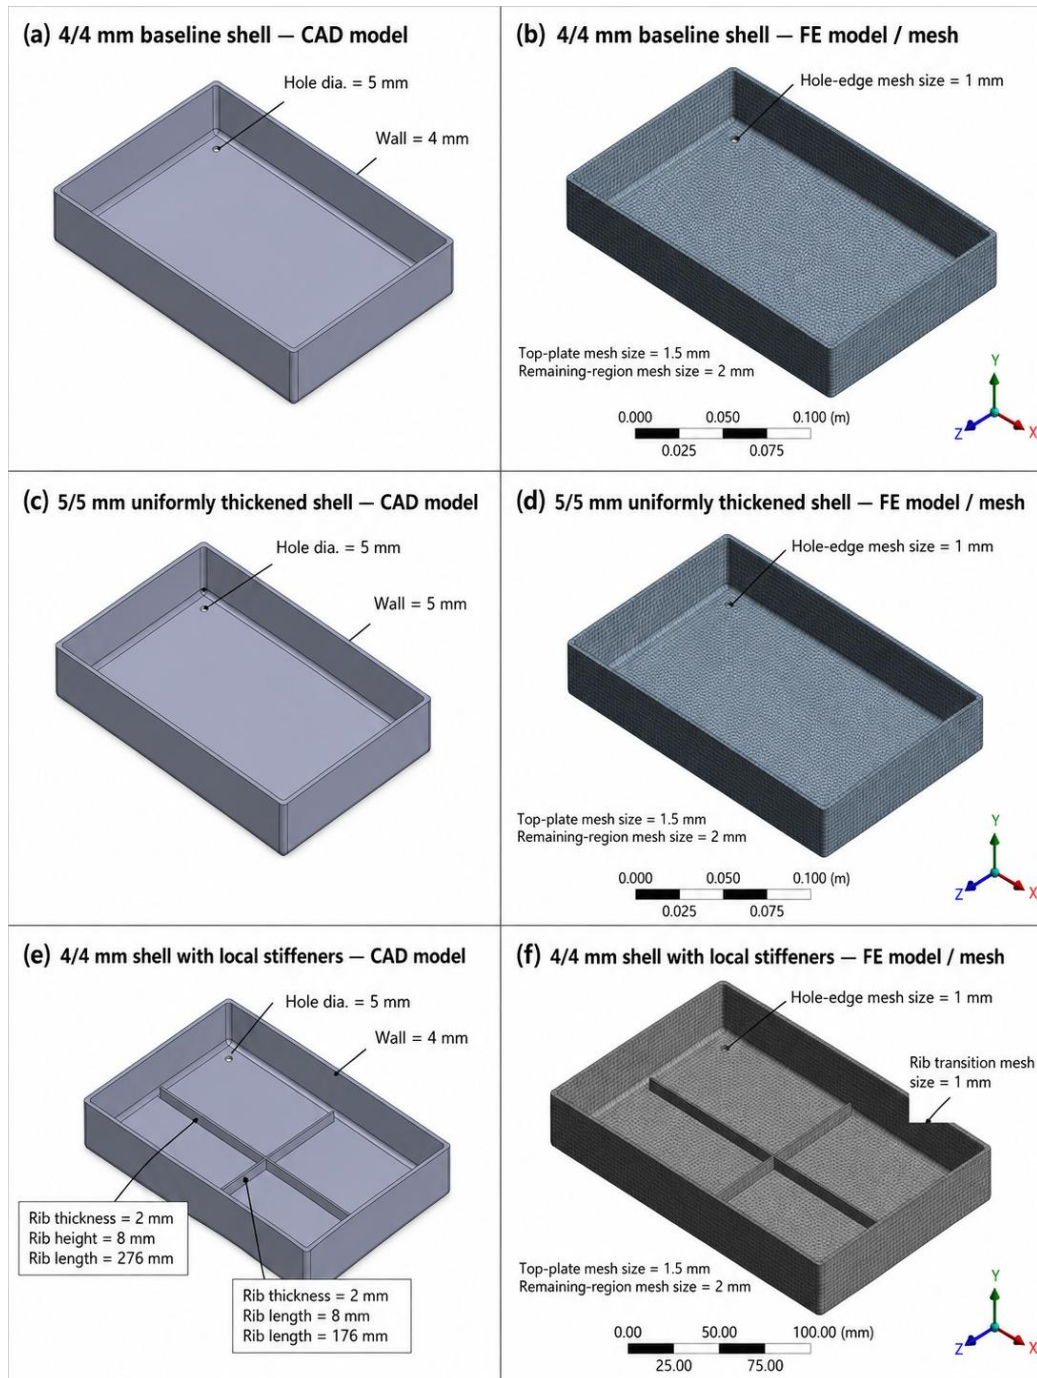 (a) 4/4 mm baseline shell — CAD model
Hole dia. = 5 mm
Wall = 4 mm
(b) 4/4 mm baseline shell — FE model / mesh
Hole-edge mesh size = 1 mm
Top-plate mesh size = 1.5 mm
Remaining-region mesh size = 2 mm
0.000 0.050 0.100 (m)
0.025 0.075
Y
Z X
(c) 5/5 mm uniformly thickened shell — CAD model
Hole dia. = 5 mm
Wall = 5 mm
(d) 5/5 mm uniformly thickened shell — FE model / mesh
Hole-edge mesh size = 1 mm
Top-plate mesh size = 1.5 mm
Remaining-region mesh size = 2 mm
0.000 0.050 0.100 (m)
0.025 0.075
Y
Z X
(e) 4/4 mm shell with local stiffeners — CAD model
Hole dia. = 5 mm
Wall = 4 mm
Rib thickness = 2 mm
Rib height = 8 mm
Rib length = 276 mm
Rib thickness = 2 mm
Rib length = 8 mm
Rib length = 176 mm
(f) 4/4 mm shell with local stiffeners — FE model / mesh
Hole-edge mesh size = 1 mm
Rib transition mesh
size = 1 mm
Top-plate mesh size = 1.5 mm
Remaining-region mesh size = 2 mm
0.00 50.00 100.00 (mm)
25.00 75.00
Y
Z X